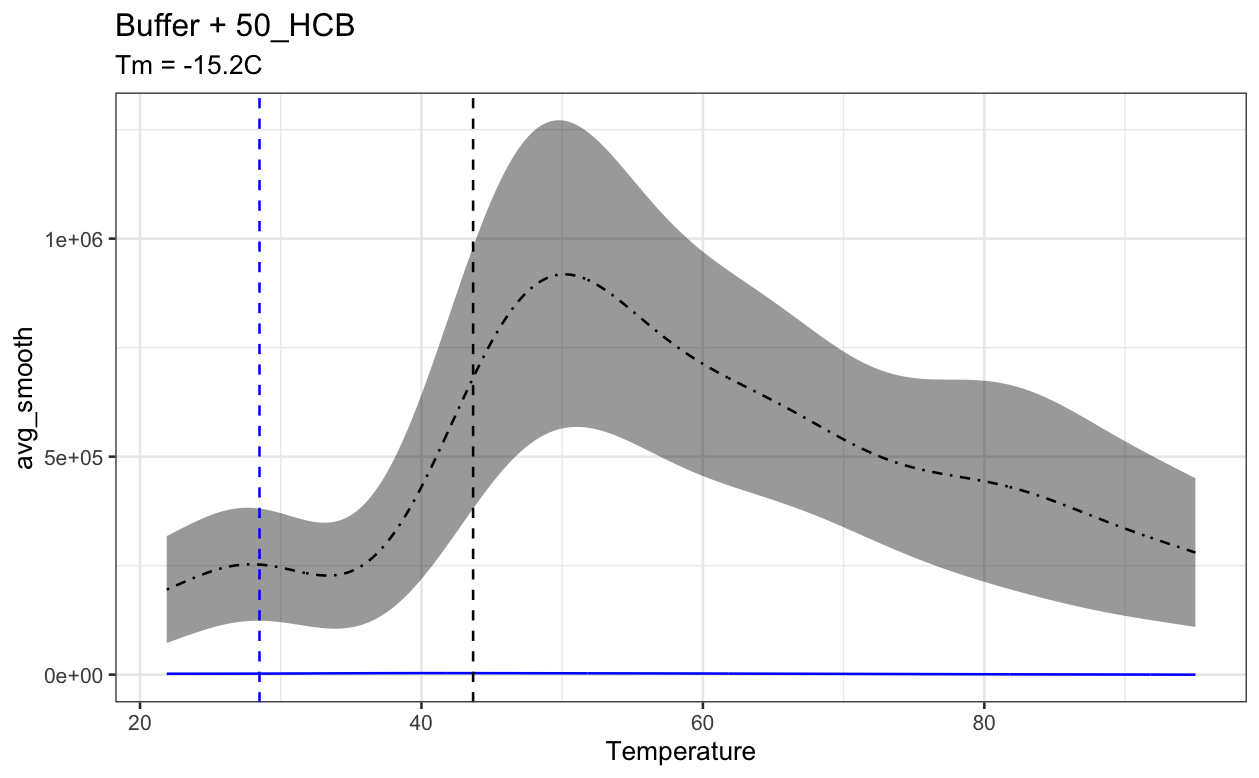 Buffer + 50_HCB
Tm = -15.2C
avg_smooth
1e+06
5e+05
0e+00
20 40 60 80
Temperature